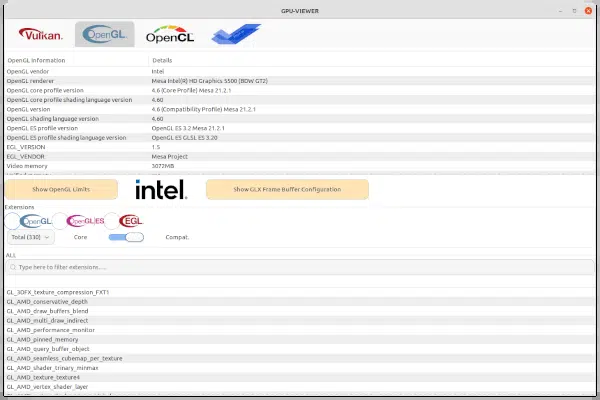 GPU-VIEWER
Vulkan. OpenGL. OpenCL
OpenGL Information Details
OpenGL vendor Intel
OpenGL renderer Mesa Intel(R) HD Graphics 5500 (BDW GT2)
OpenGL core profile version 4.6 (Core Profile) Mesa 21.2.1
OpenGL core profile shading language version 4.60
OpenGL version 4.6 (Compatibility Profile) Mesa 21.2.1
OpenGL shading language version 4.60
OpenGL ES profile version OpenGL ES 3.2 Mesa 21.2.1
OpenGL ES profile shading language version OpenGL ES GLSL ES 3.20
EGL_VERSION 1.5
EGL_VENDOR Mesa Project
Video memory 3072MB
Show OpenGL Limits intel. Show GLX Frame Buffer Configuration
Extensions
OpenGL OpenGL|ES EGL
Total (330) Core Compat.
ALL
Type here to filter extensions.....
GL_3DFX_texture_compression_FXT1
GL_AMD_conservative_depth
GL_AMD_draw_buffers_blend
GL_AMD_multi_draw_indirect
GL_AMD_performance_monitor
GL_AMD_pinned_memory
GL_AMD_query_buffer_object
GL_AMD_seamless_cubemap_per_texture
GL_AMD_shader_trinary_minmax
GL_AMD_texture_texture4
GL_AMD_vertex_shader_layer